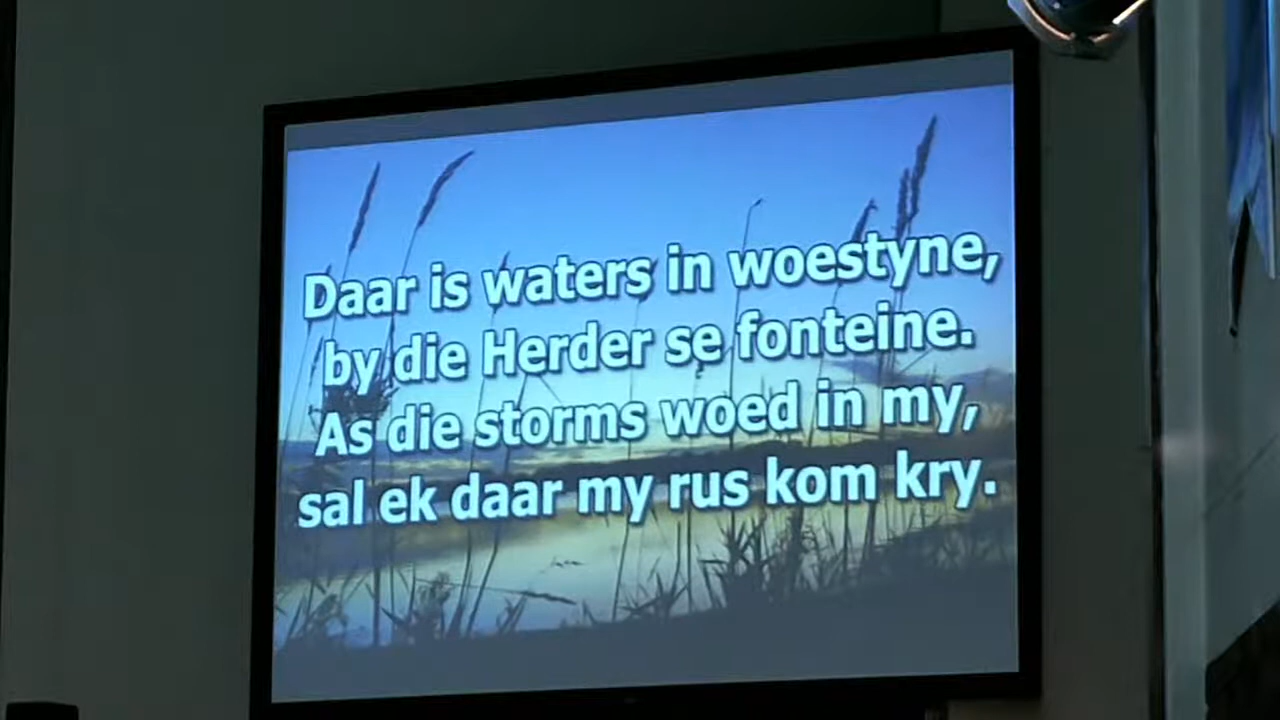 Daar is waters in woestyne,
by die Herder se fonteine.
As die storms woed in my,
sal ek daar my rus kom kry.